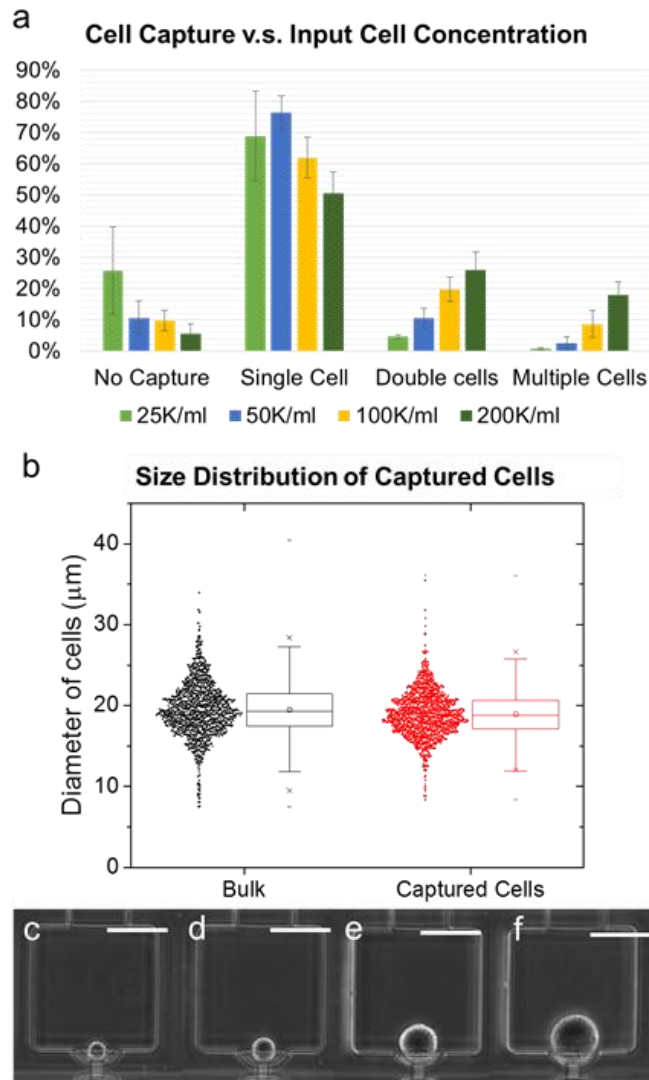 a
Cell Capture v.s. Input Cell Concentration
90%
80%
70%
60%
50%
40%
30%
20%
10%
0%
No Capture Single Cell Double cells Multiple Cells
25K/ml 50K/ml 100K/ml 200K/ml
b
Size Distribution of Captured Cells
Diameter of cells (μm)
40
30
20
10
0
Bulk Captured Cells
c d e f